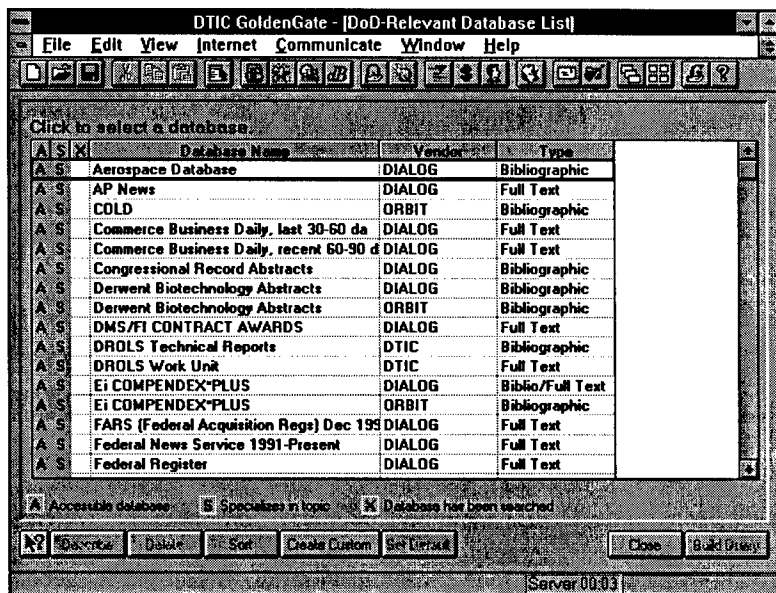 DTIC GoldenGate - [DoD-Relevant Database List]
File Edit View Internet Communicate Window Help
dB $ ?
Click to select a database.
A S X Database Name Vendor Type
A S Aerospace Database DIALOG Bibliographic
A S AP News DIALOG Full Text
A S COLD ORBIT Bibliographic
A S Commerce Business Daily, last 30-60 da DIALOG Full Text
A S Commerce Business Daily, recent 60-90 d DIALOG Full Text
A S Congressional Record Abstracts DIALOG Bibliographic
A S Derwent Biotechnology Abstracts DIALOG Bibliographic
A S Derwent Biotechnology Abstracts ORBIT Bibliographic
A S DMS/FI CONTRACT AWARDS DIALOG Full Text
A S DROLS Technical Reports DTIC Bibliographic
A S DROLS Work Unit DTIC Full Text
A S Ei COMPENDEX*PLUS DIALOG Biblio/Full Text
A S Ei COMPENDEX*PLUS ORBIT Bibliographic
A S FARS (Federal Acquisition Regs) Dec 199 DIALOG Full Text
A S Federal News Service 1991-Present DIALOG Full Text
A S Federal Register DIALOG Full Text
A Accessible database S Specializes in topic X Database has been searched
? Describe Delete Sort Create Custom Set Default Close Build Query
Server 00:03